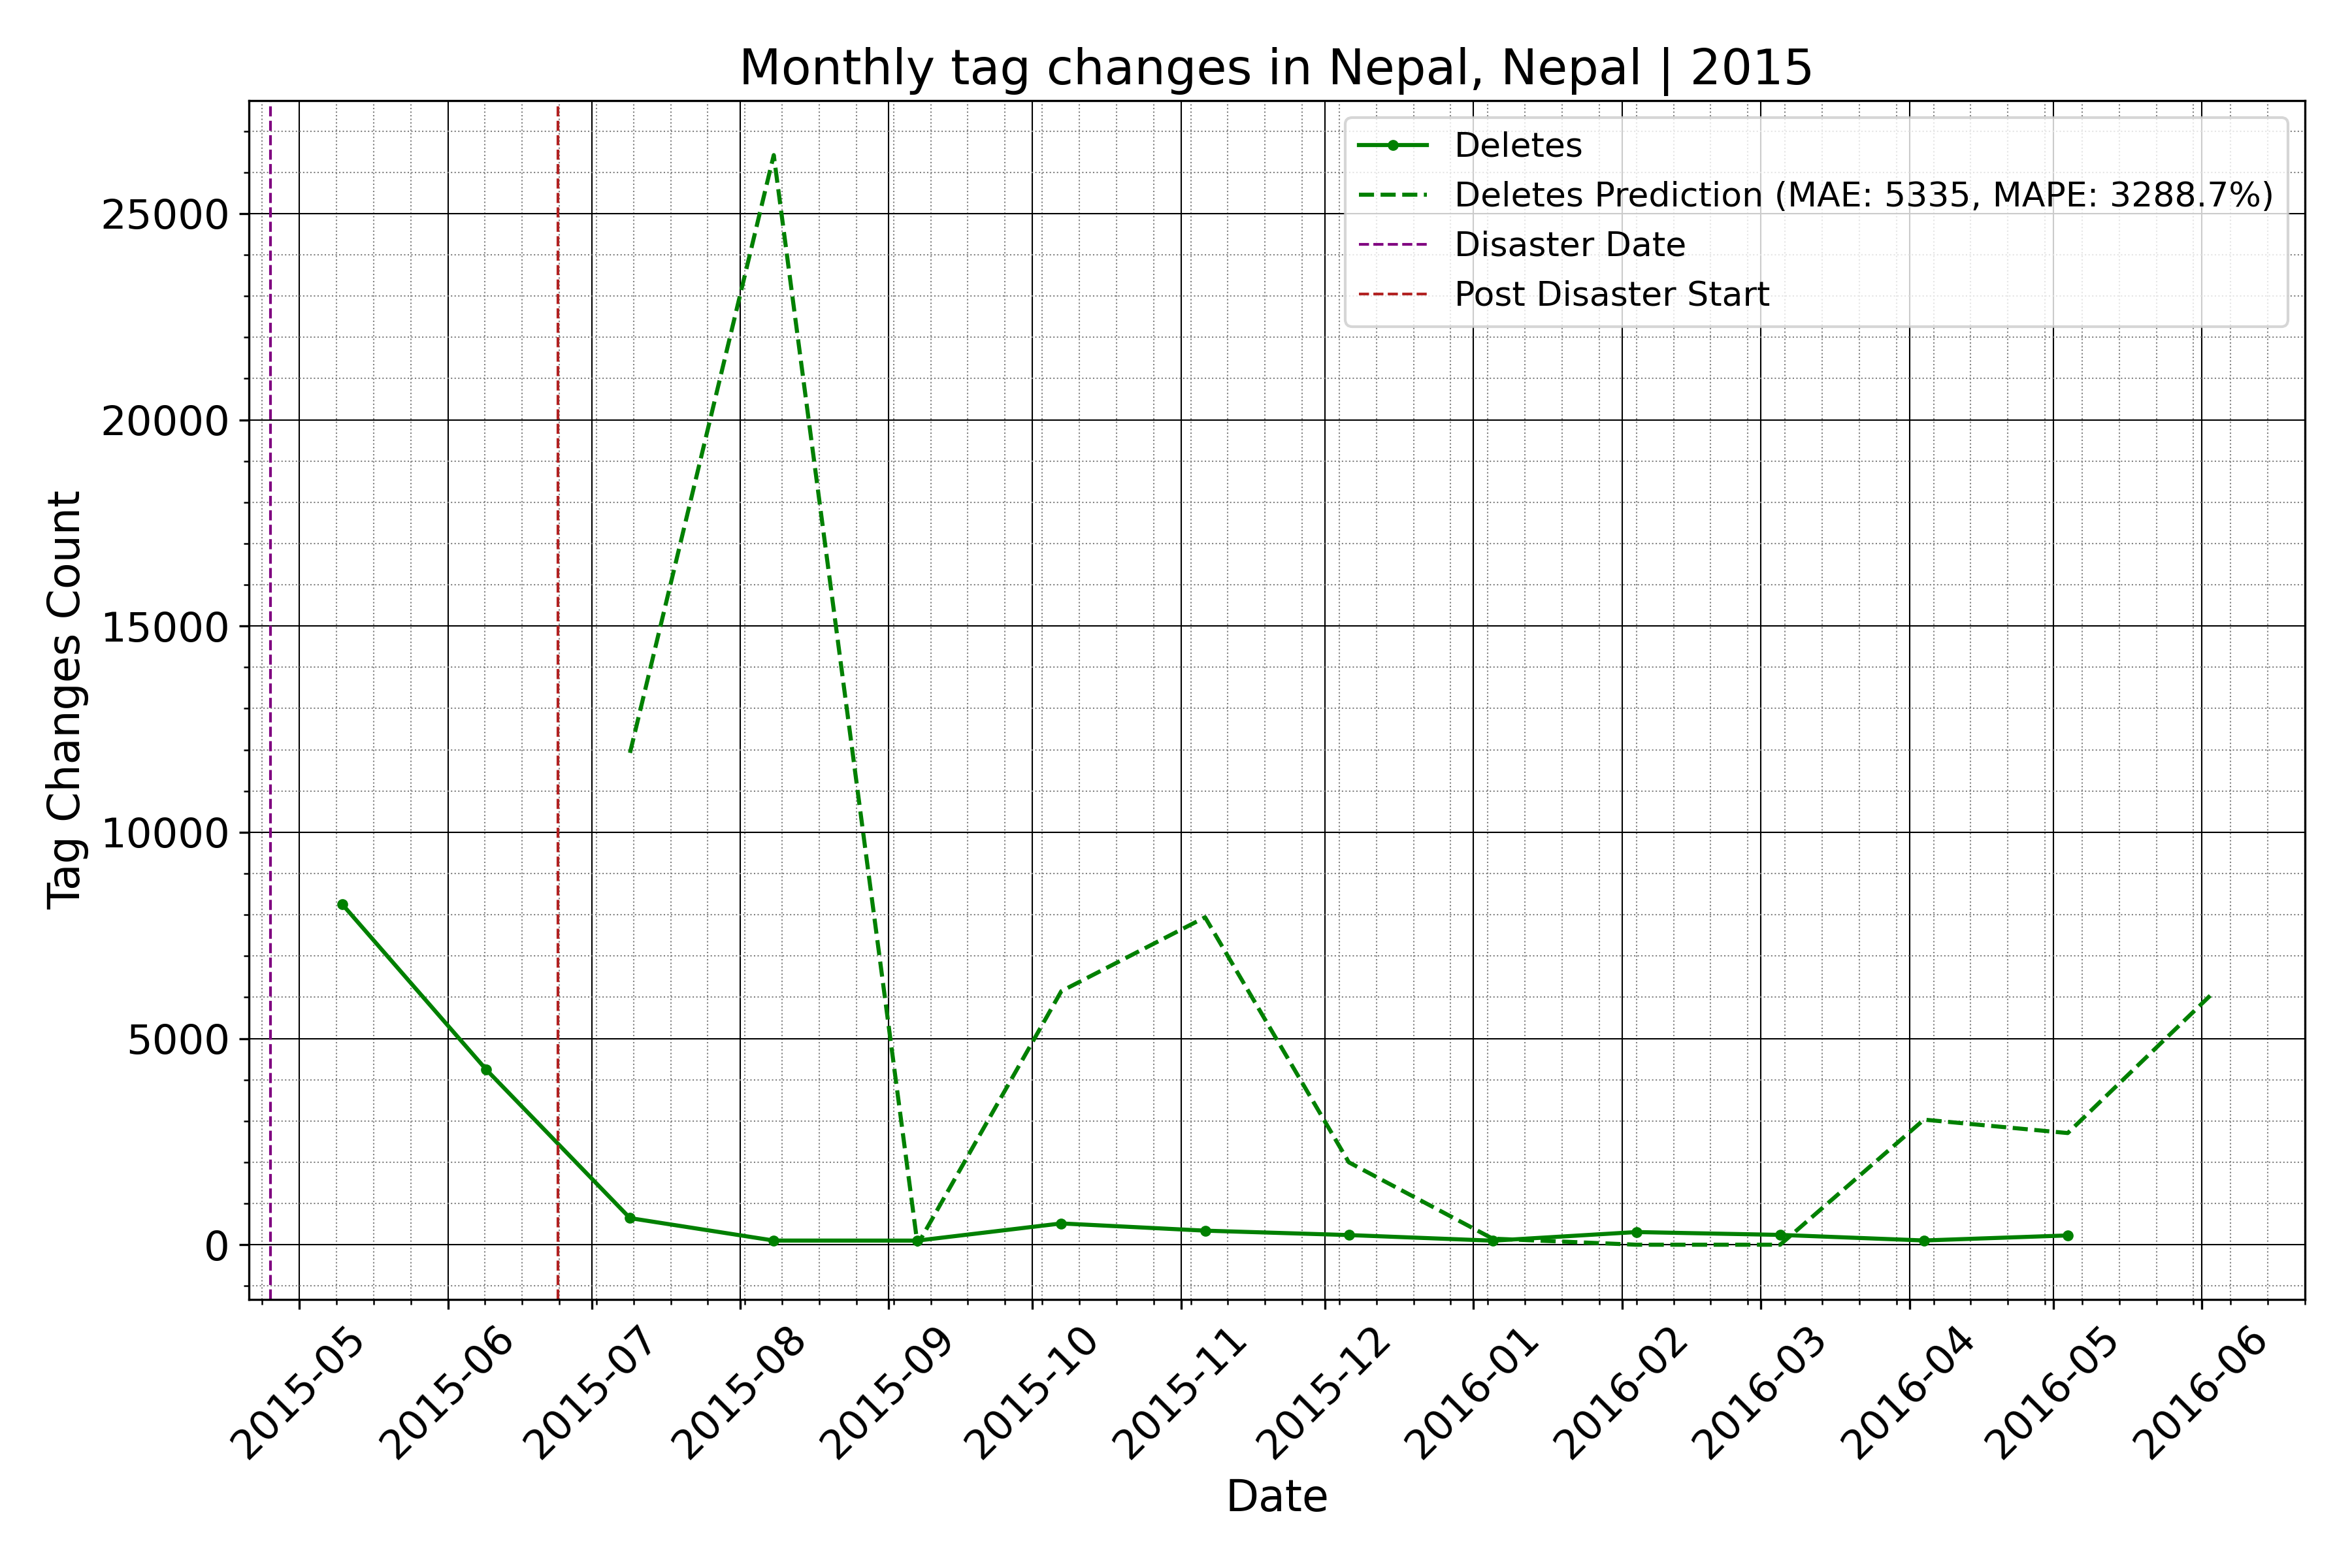 Monthly tag changes in Nepal, Nepal | 2015
Deletes
Deletes Prediction (MAE: 5335, MAPE: 3288.7%)
Disaster Date
Post Disaster Start
Tag Changes Count
25000
20000
15000
10000
5000
0
2015-05
2015-06
2015-07
2015-08
2015-09
2015-10
2015-11
2015-12
2016-01
2016-02
2016-03
2016-04
2016-05
2016-06
Date